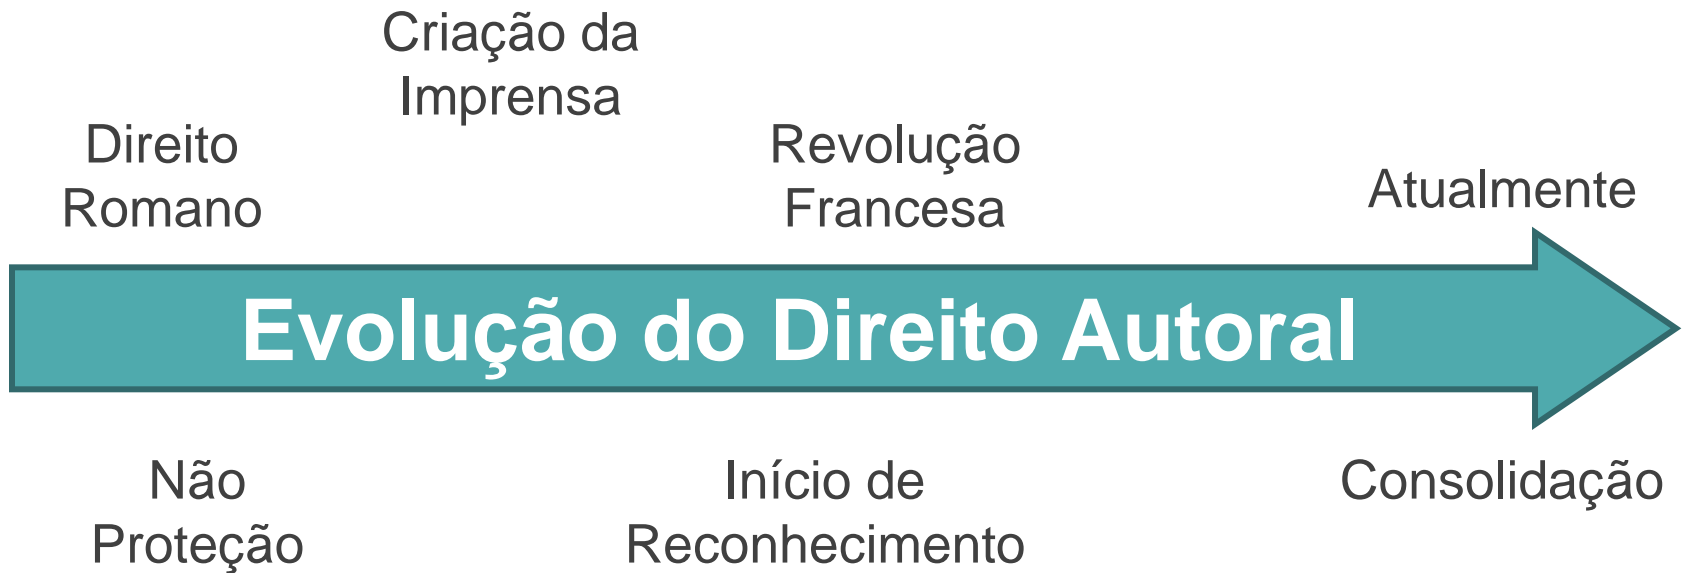 Criação da
Imprensa
Direito
Romano
Revolução
Francesa
Atualmente
Evolução do Direito Autoral
Não
Proteção
Início de
Reconhecimento
Consolidação